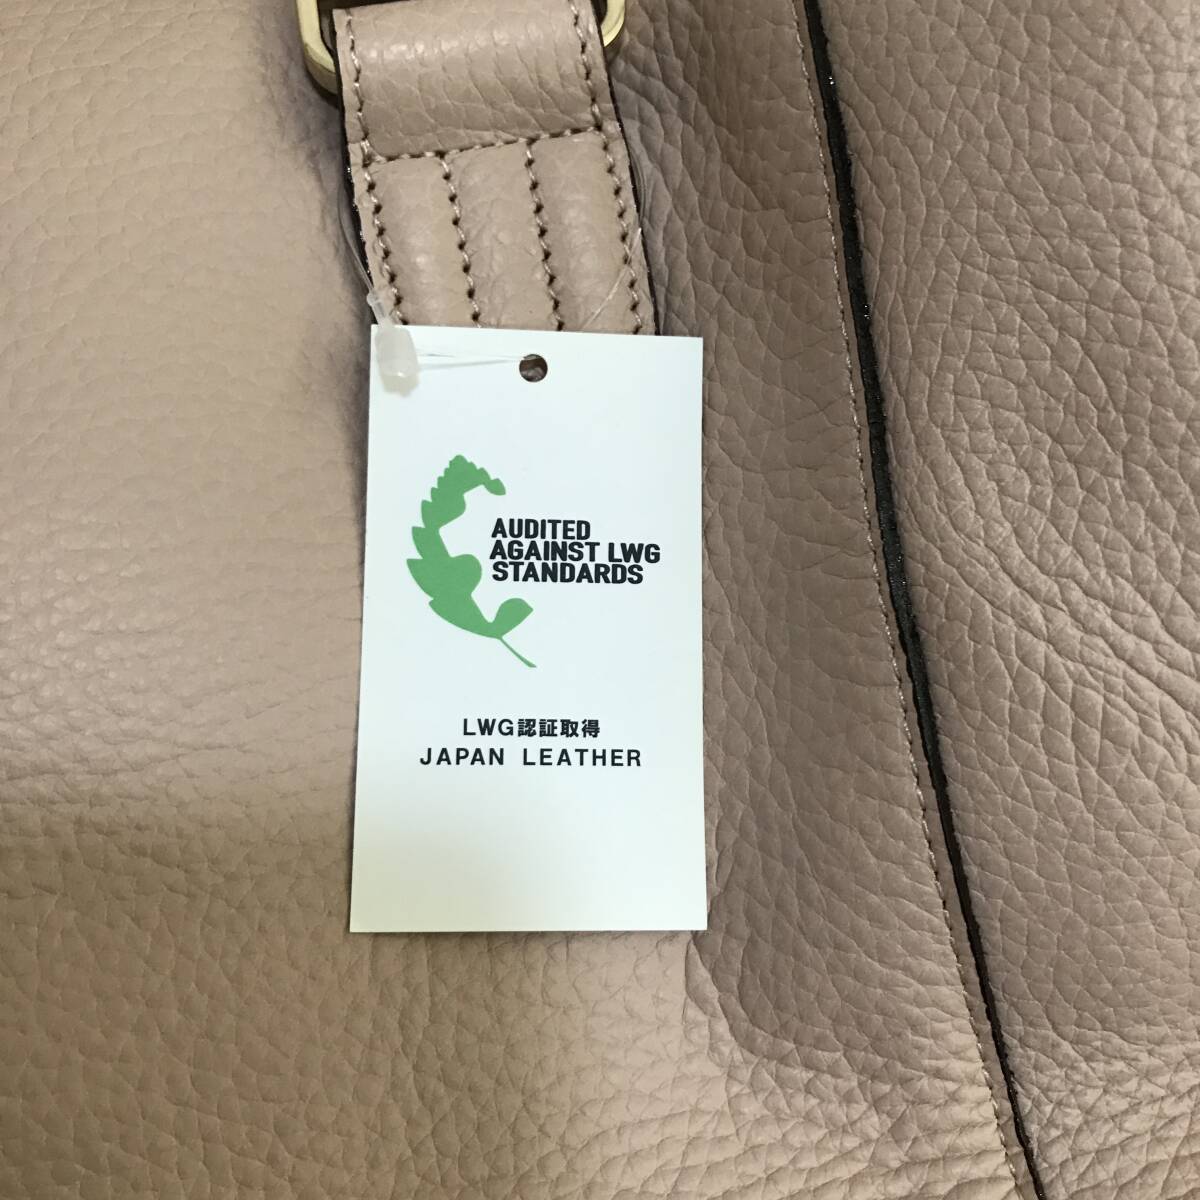 AUDITED
AGAINST LWG
STANDARDS
LWG認証取得
JAPAN LEATHER